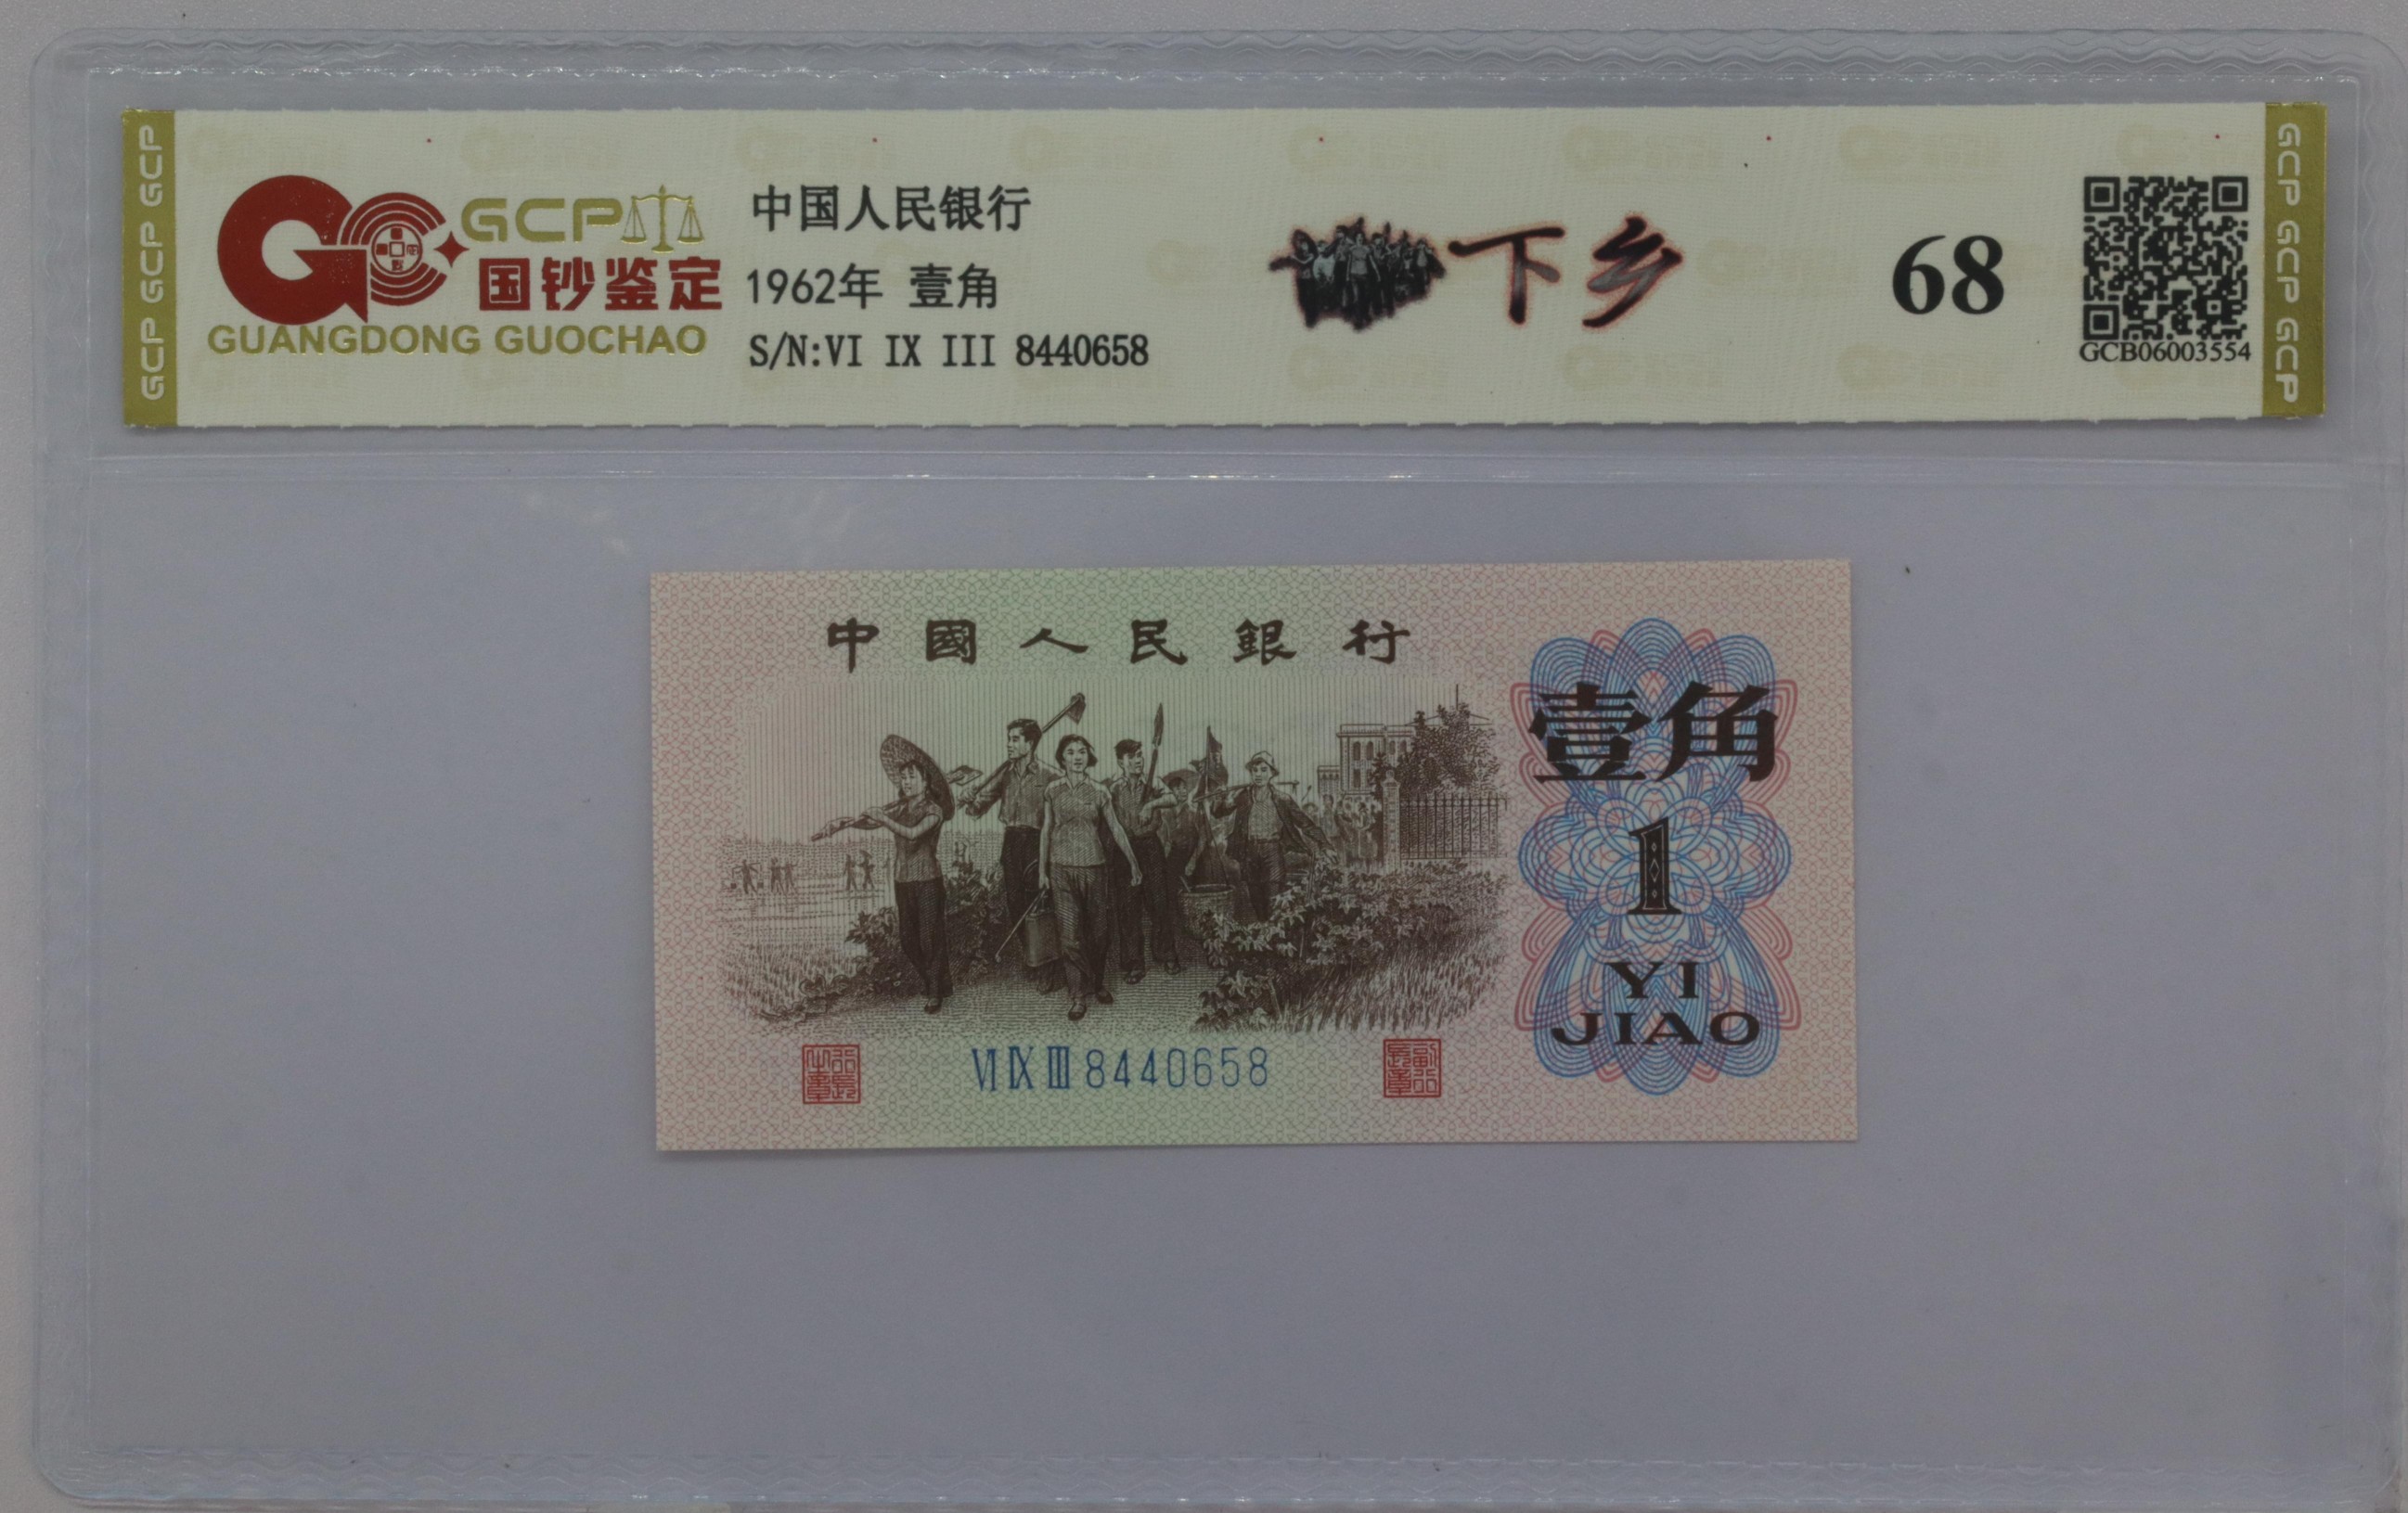 GCP GCP GCP
GCP
国钞鉴定
GUANGDONG GUOCHAO
中国人民银行
1962年 壹角
S/N:VI IX III 8440658
下乡
68
GCB06003554
GCP GCP GCP
中國人民銀行
壹角
1
YI
JIAO
VI IX III 8440658